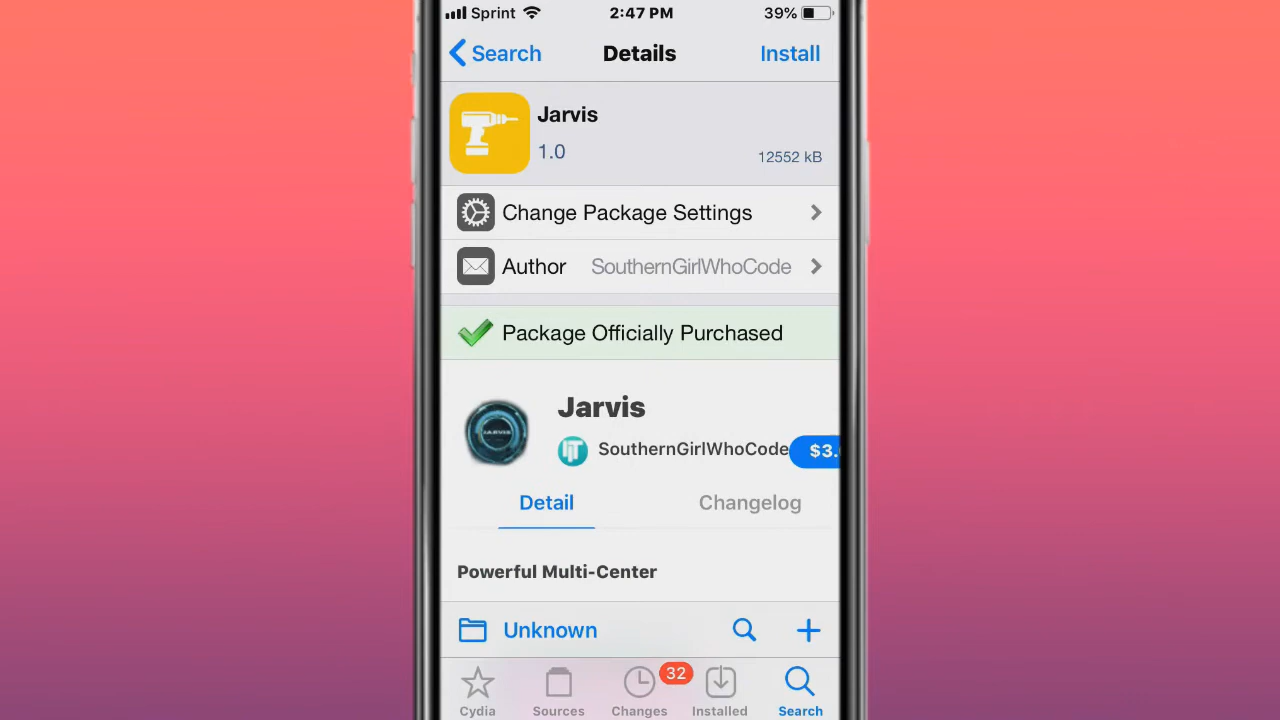 Sprint 2:47 PM 39%
Search Details Install
Jarvis
1.0 12552 kB
Change Package Settings
Author SouthernGirlWhoCode
Package Officially Purchased
JARVIS
Jarvis
SouthernGirlWhoCode $3.
Detail Changelog
Powerful Multi-Center
Unknown
32
Cydia Sources Changes Installed Search